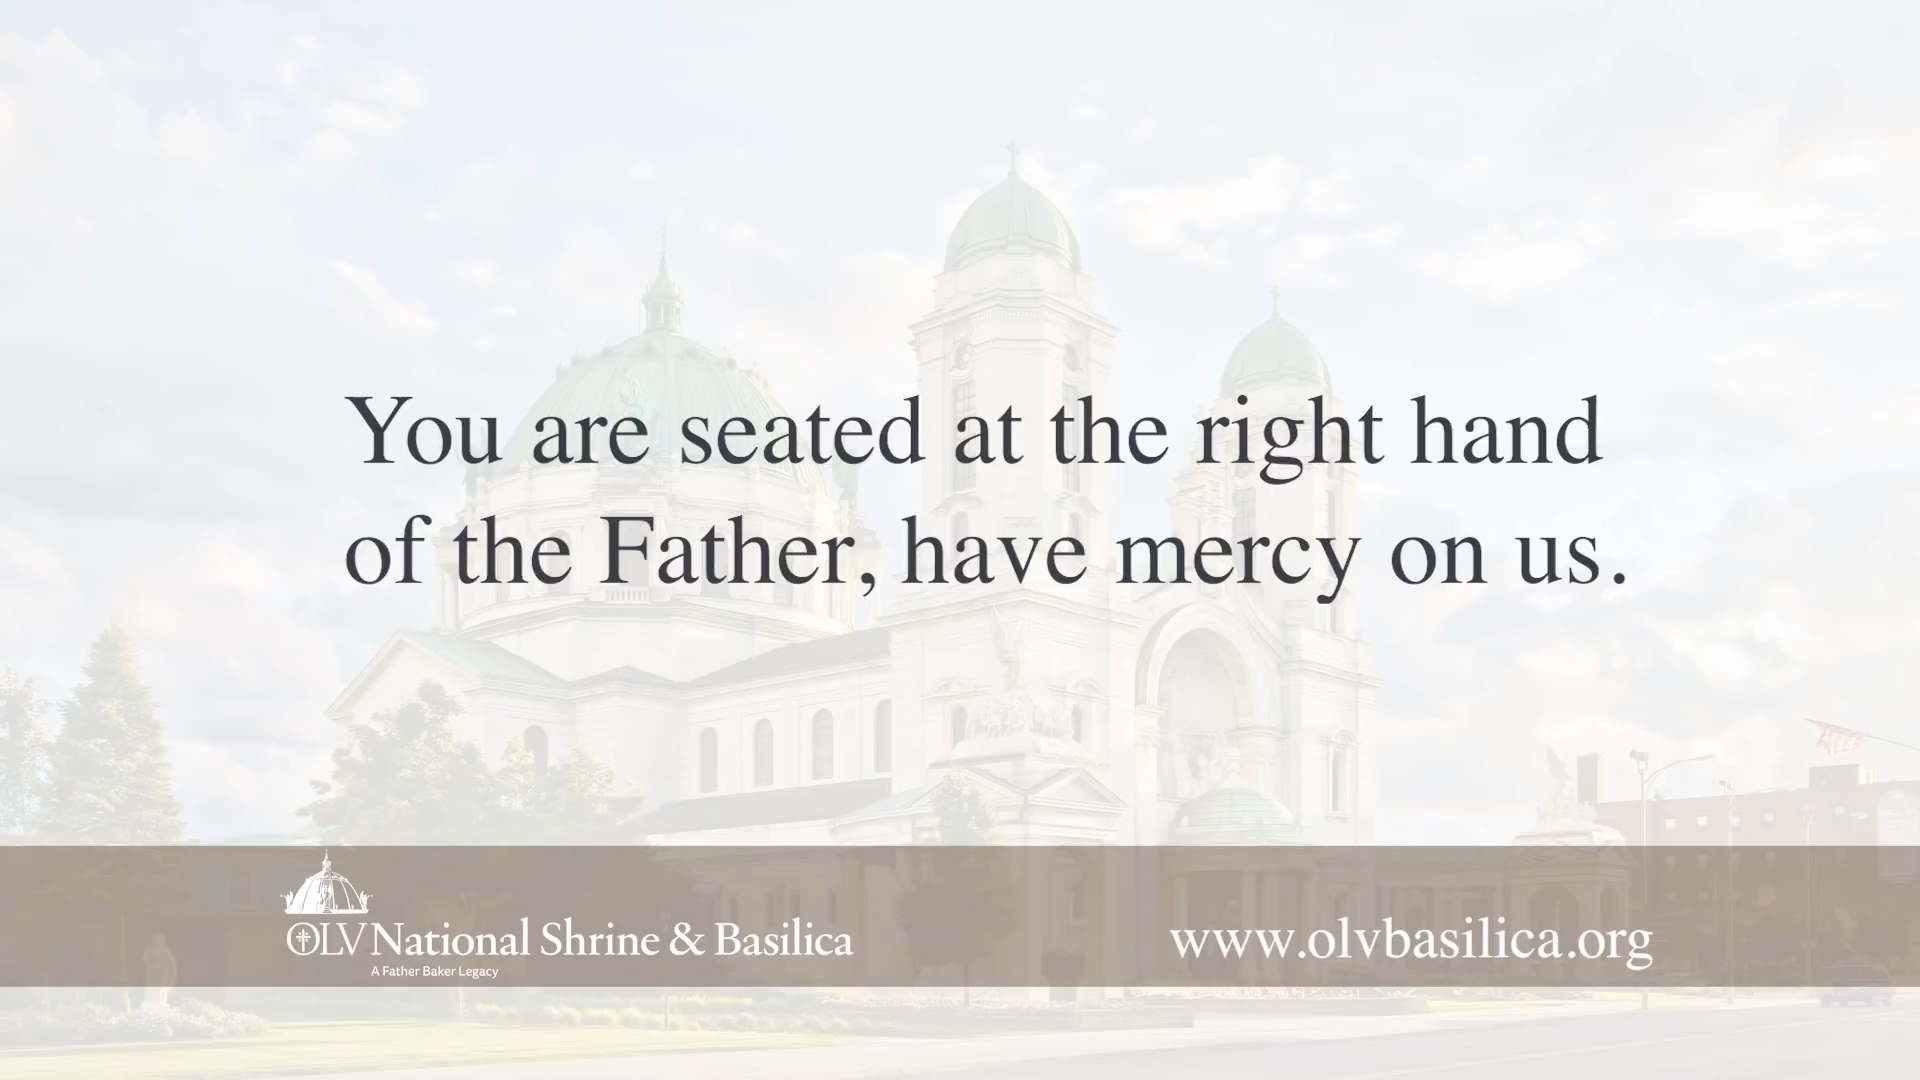 You are seated at the right hand
of the Father, have mercy on us.
OLV National Shrine & Basilica
A Father Baker Legacy
www.olvbasilica.org